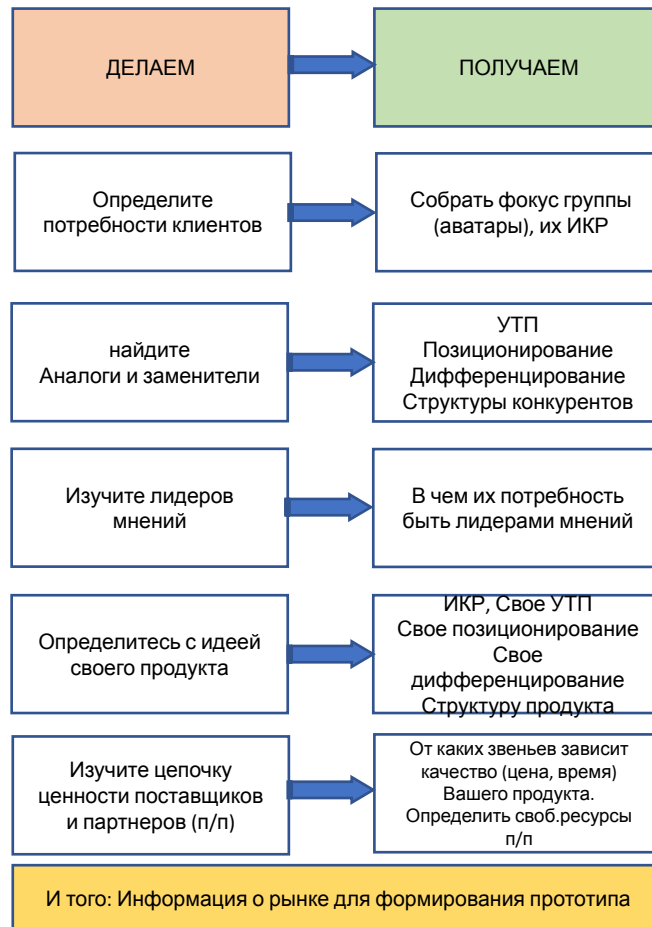 ДЕЛАЕМ
ПОЛУЧАЕМ
Определите
потребности клиентов
Собрать фокус группы
(аватары), их ИКР
найдите
Аналоги и заменители
УТП
Позиционирование
Дифференцирование
Структуры конкурентов
Изучите лидеров
мнений
В чем их потребность
быть лидерами мнений
Определитесь с идеей
своего продукта
ИКР, Свое УТП
Свое позиционирование
Свое
дифференцирование
Структуру продукта
Изучите цепочку
ценности поставщиков
и партнеров (п/п)
От каких звеньев зависит
качество (цена, время)
Вашего продукта.
Определить своб.ресурсы
п/п
И того: Информация о рынке для формирования прототипа